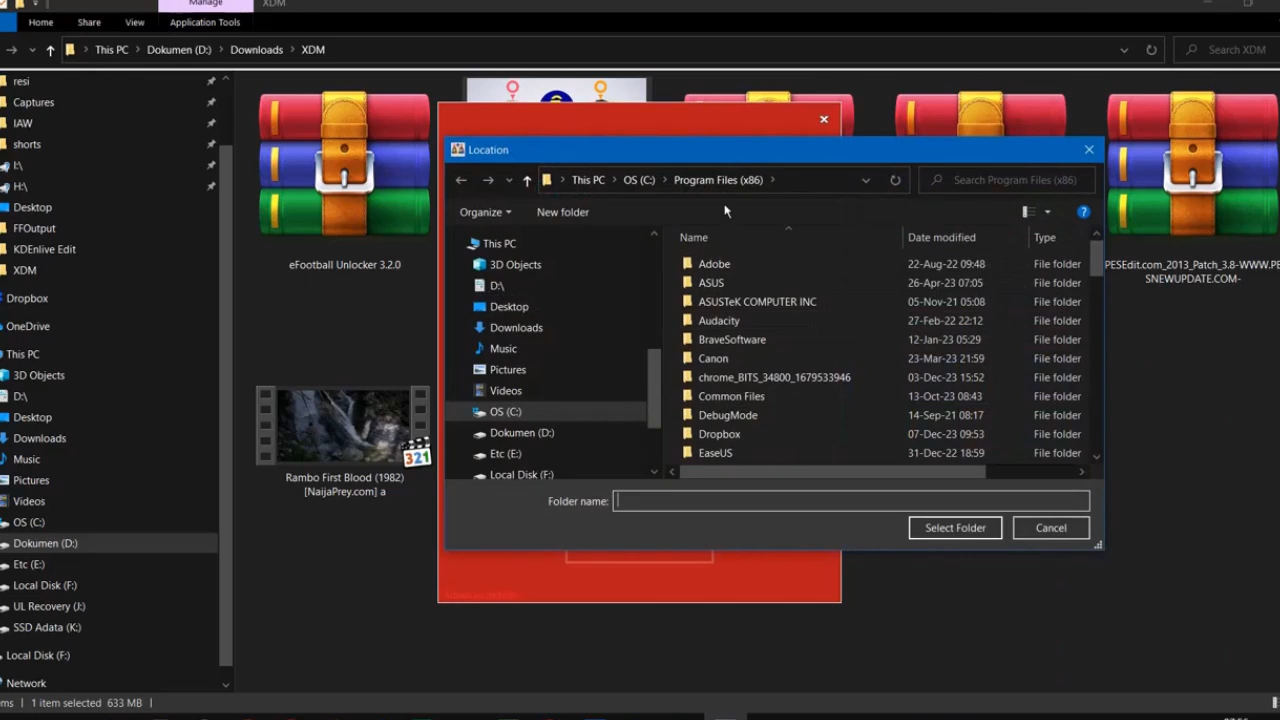 Manage
XDM
Home
Share
View
Application Tools
This PC
Dokumen (D:)
Downloads
XDM
Search XDM
resi
Captures
IAW
shorts
I:\
H:\
Desktop
FFOutput
KDEnlive Edit
XDM
Dropbox
OneDrive
This PC
3D Objects
D:\
Desktop
Downloads
Music
Pictures
Videos
OS (C:)
Dokumen (D:)
Etc (E:)
Local Disk (F:)
UL Recovery (J:)
SSD Adata (K:)
Local Disk (F:)
Network
1 item selected 633 MB
eFootball Unlocker 3.2.0
PESEdit.com_2013_Patch_3.8-WWW.PE
SNEWUPDATE.COM-
321
Rambo First Blood (1982)
[NaijaPrey.com] a
Location
This PC
OS (C:)
Program Files (x86)
Search Program Files (x86)
Organize
New folder
This PC
3D Objects
D:\
Desktop
Downloads
Music
Pictures
Videos
OS (C:)
Dokumen (D:)
Etc (E:)
Local Disk (F:)
Name Date modified Type
Adobe 22-Aug-22 09:48 File folder
ASUS 26-Apr-23 07:05 File folder
ASUSTeK COMPUTER INC 05-Nov-21 05:08 File folder
Audacity 27-Feb-22 22:12 File folder
BraveSoftware 12-Jan-23 05:29 File folder
Canon 23-Mar-23 21:59 File folder
chrome_BITS_34800_1679533946 03-Dec-23 15:52 File folder
Common Files 13-Oct-23 08:43 File folder
DebugMode 14-Sep-21 08:17 File folder
Dropbox 07-Dec-23 09:53 File folder
EaseUS 31-Dec-22 18:59 File folder
Folder name:
Select Folder
Cancel